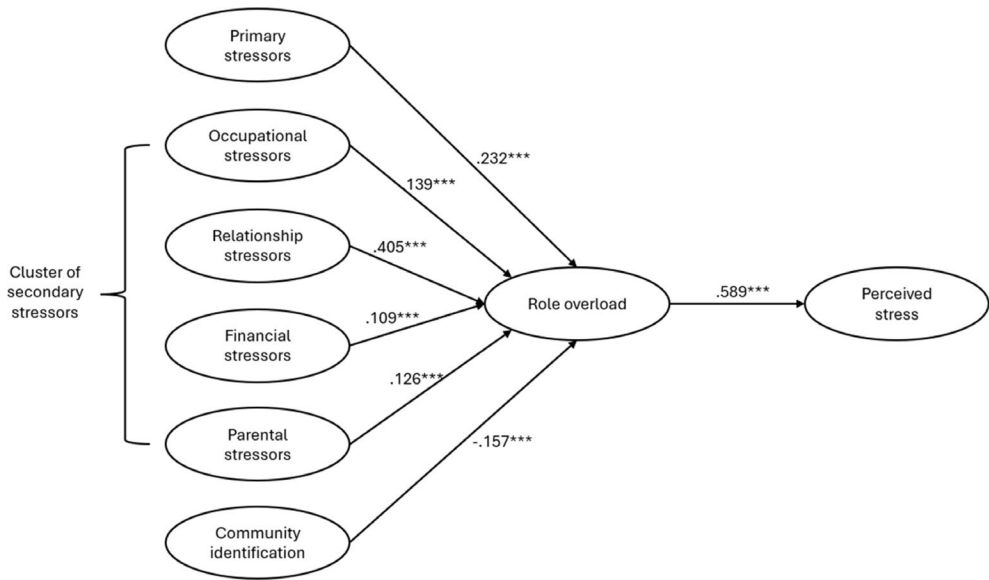 Primary
stressors
Occupational
stressors
Relationship
stressors
Cluster of
secondary
stressors
Financial
stressors
Parental
stressors
Community
identification
.232***
.139***
.405***
.109***
.126***
-.157***
Role overload
.589***
Perceived
stress